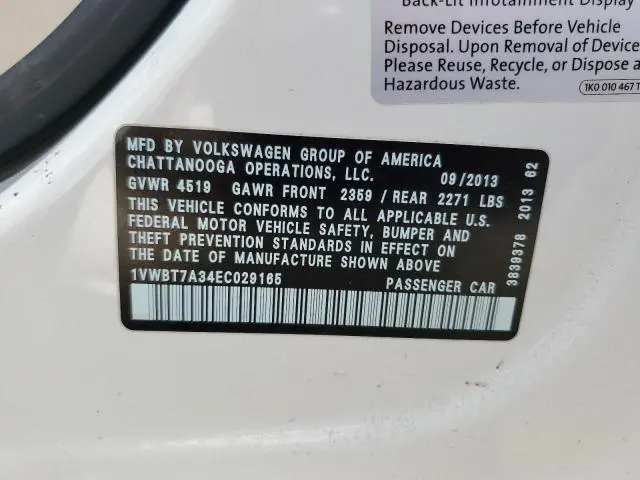 Back-Lit Infotainment Display
Remove Devices Before Vehicle
Disposal. Upon Removal of Device
Please Reuse, Recycle, or Dispose a
Hazardous Waste.
1K0 010 467 T
MFD BY VOLKSWAGEN GROUP OF AMERICA
CHATTANOOGA OPERATIONS, LLC. 09/2013
GVWR 4519 GAWR FRONT 2359 / REAR 2271 LBS
THIS VEHICLE CONFORMS TO ALL APPLICABLE U.S.
FEDERAL MOTOR VEHICLE SAFETY, BUMPER AND
THEFT PREVENTION STANDARDS IN EFFECT ON
THE DATE OF MANUFACTURE SHOWN ABOVE
1VWBT7A34EC029165 PASSENGER CAR
3839378 2013 62